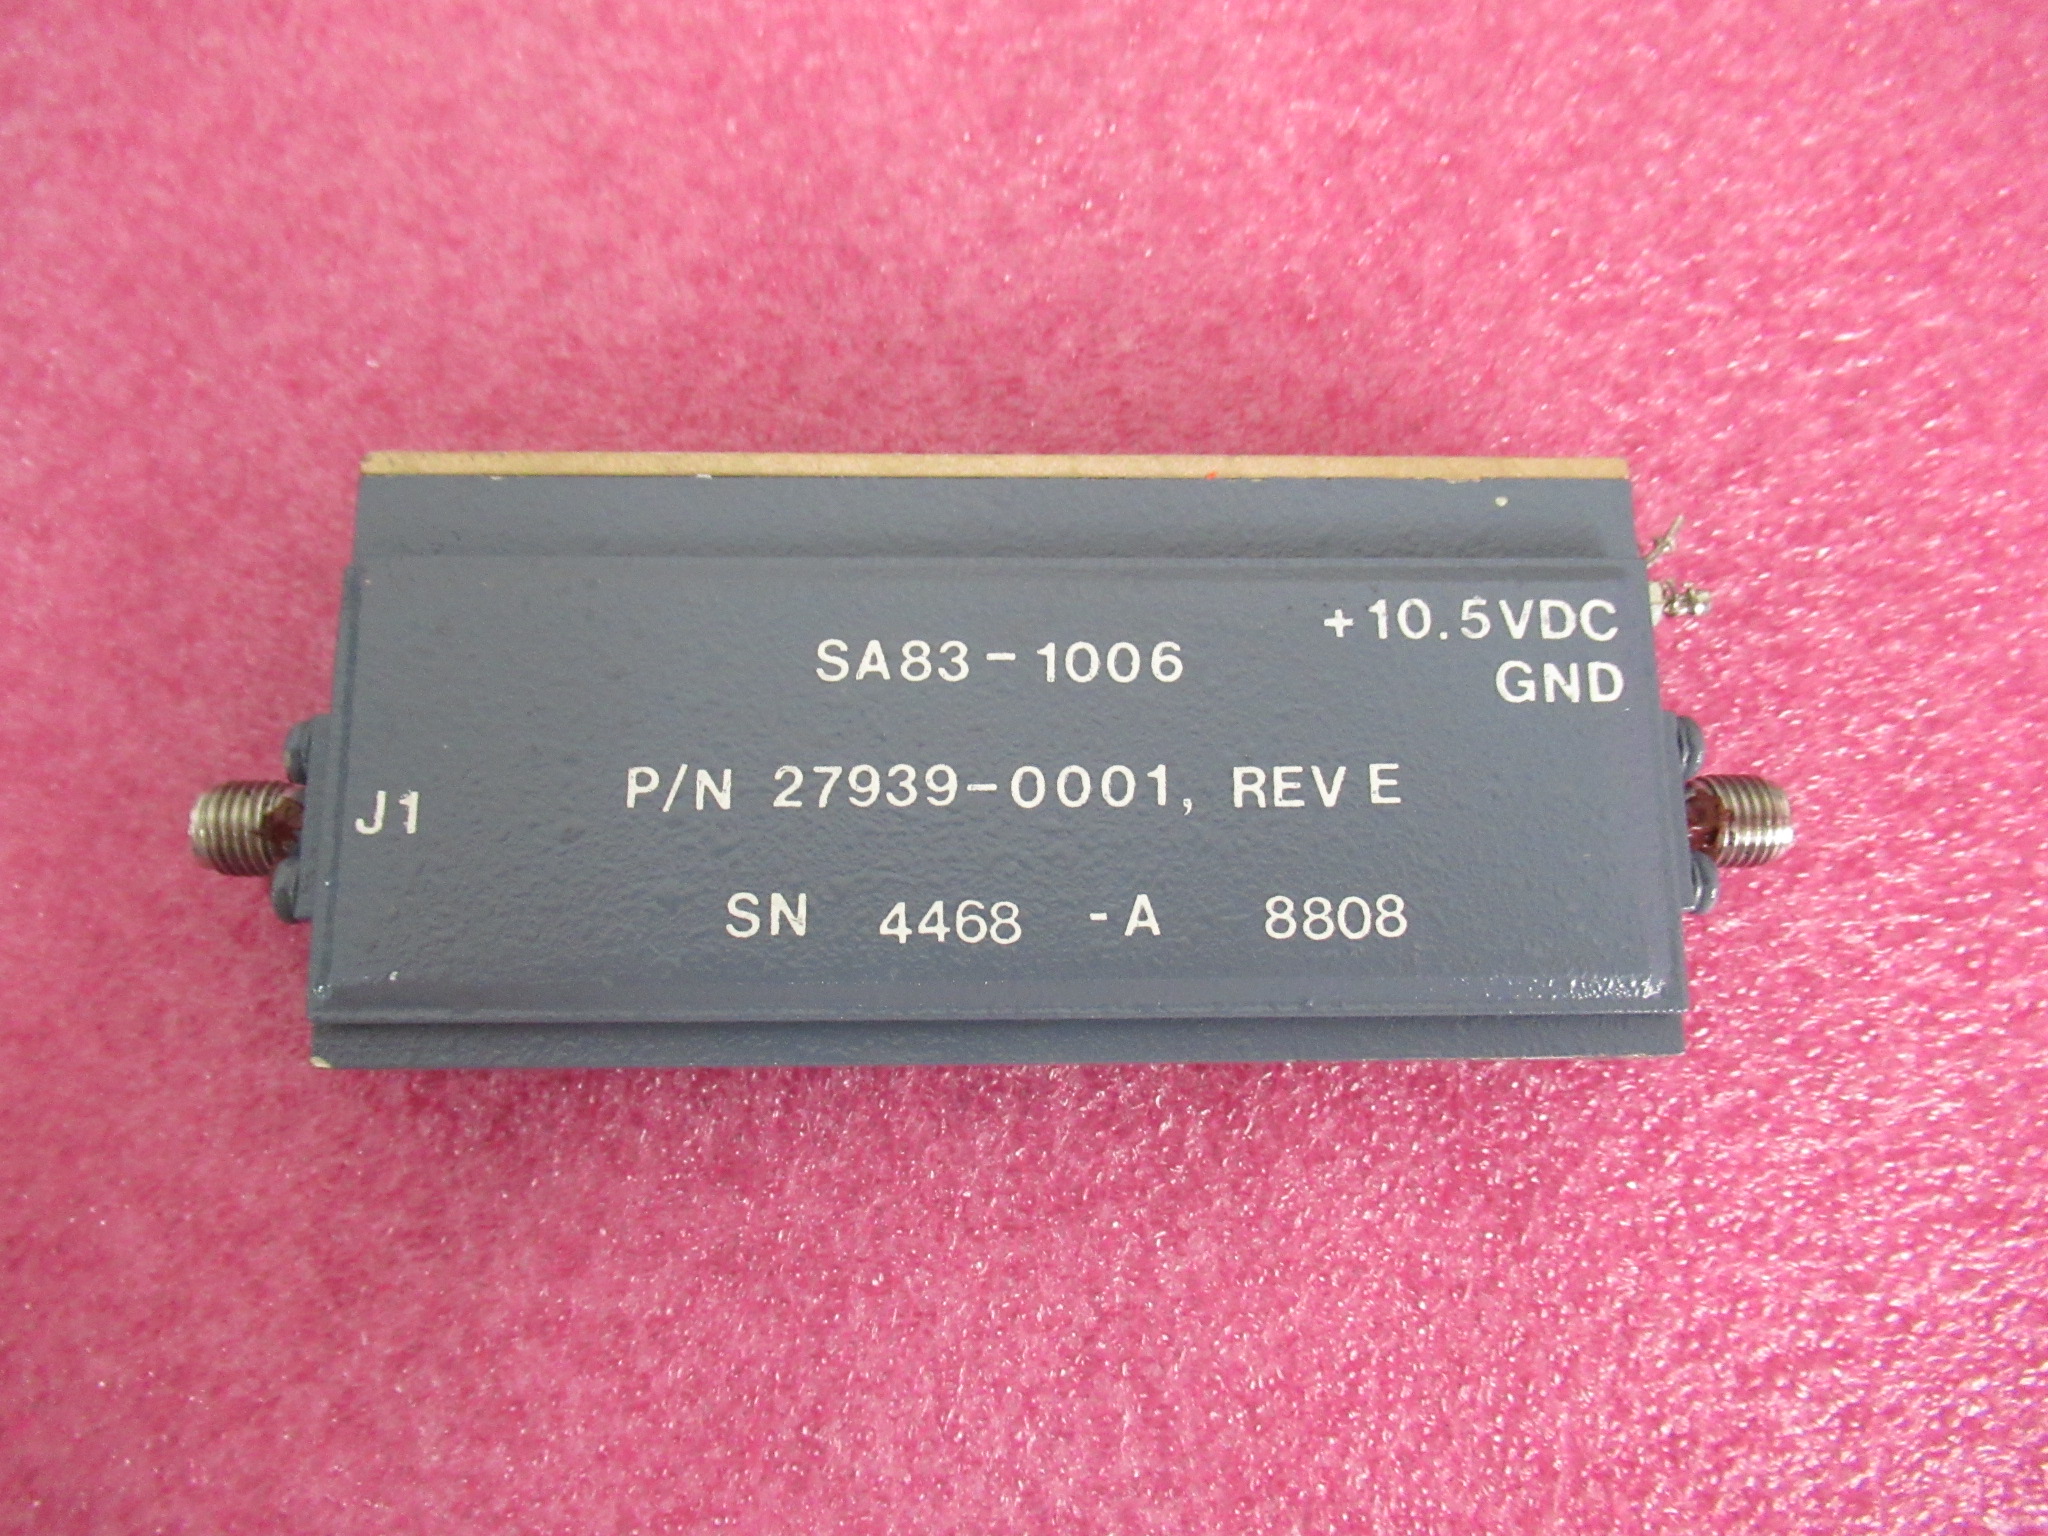 +10.5VDC
SA83-1006
GND
P/N 27939-0001, REV E
J1
SN 4468 -A 8808